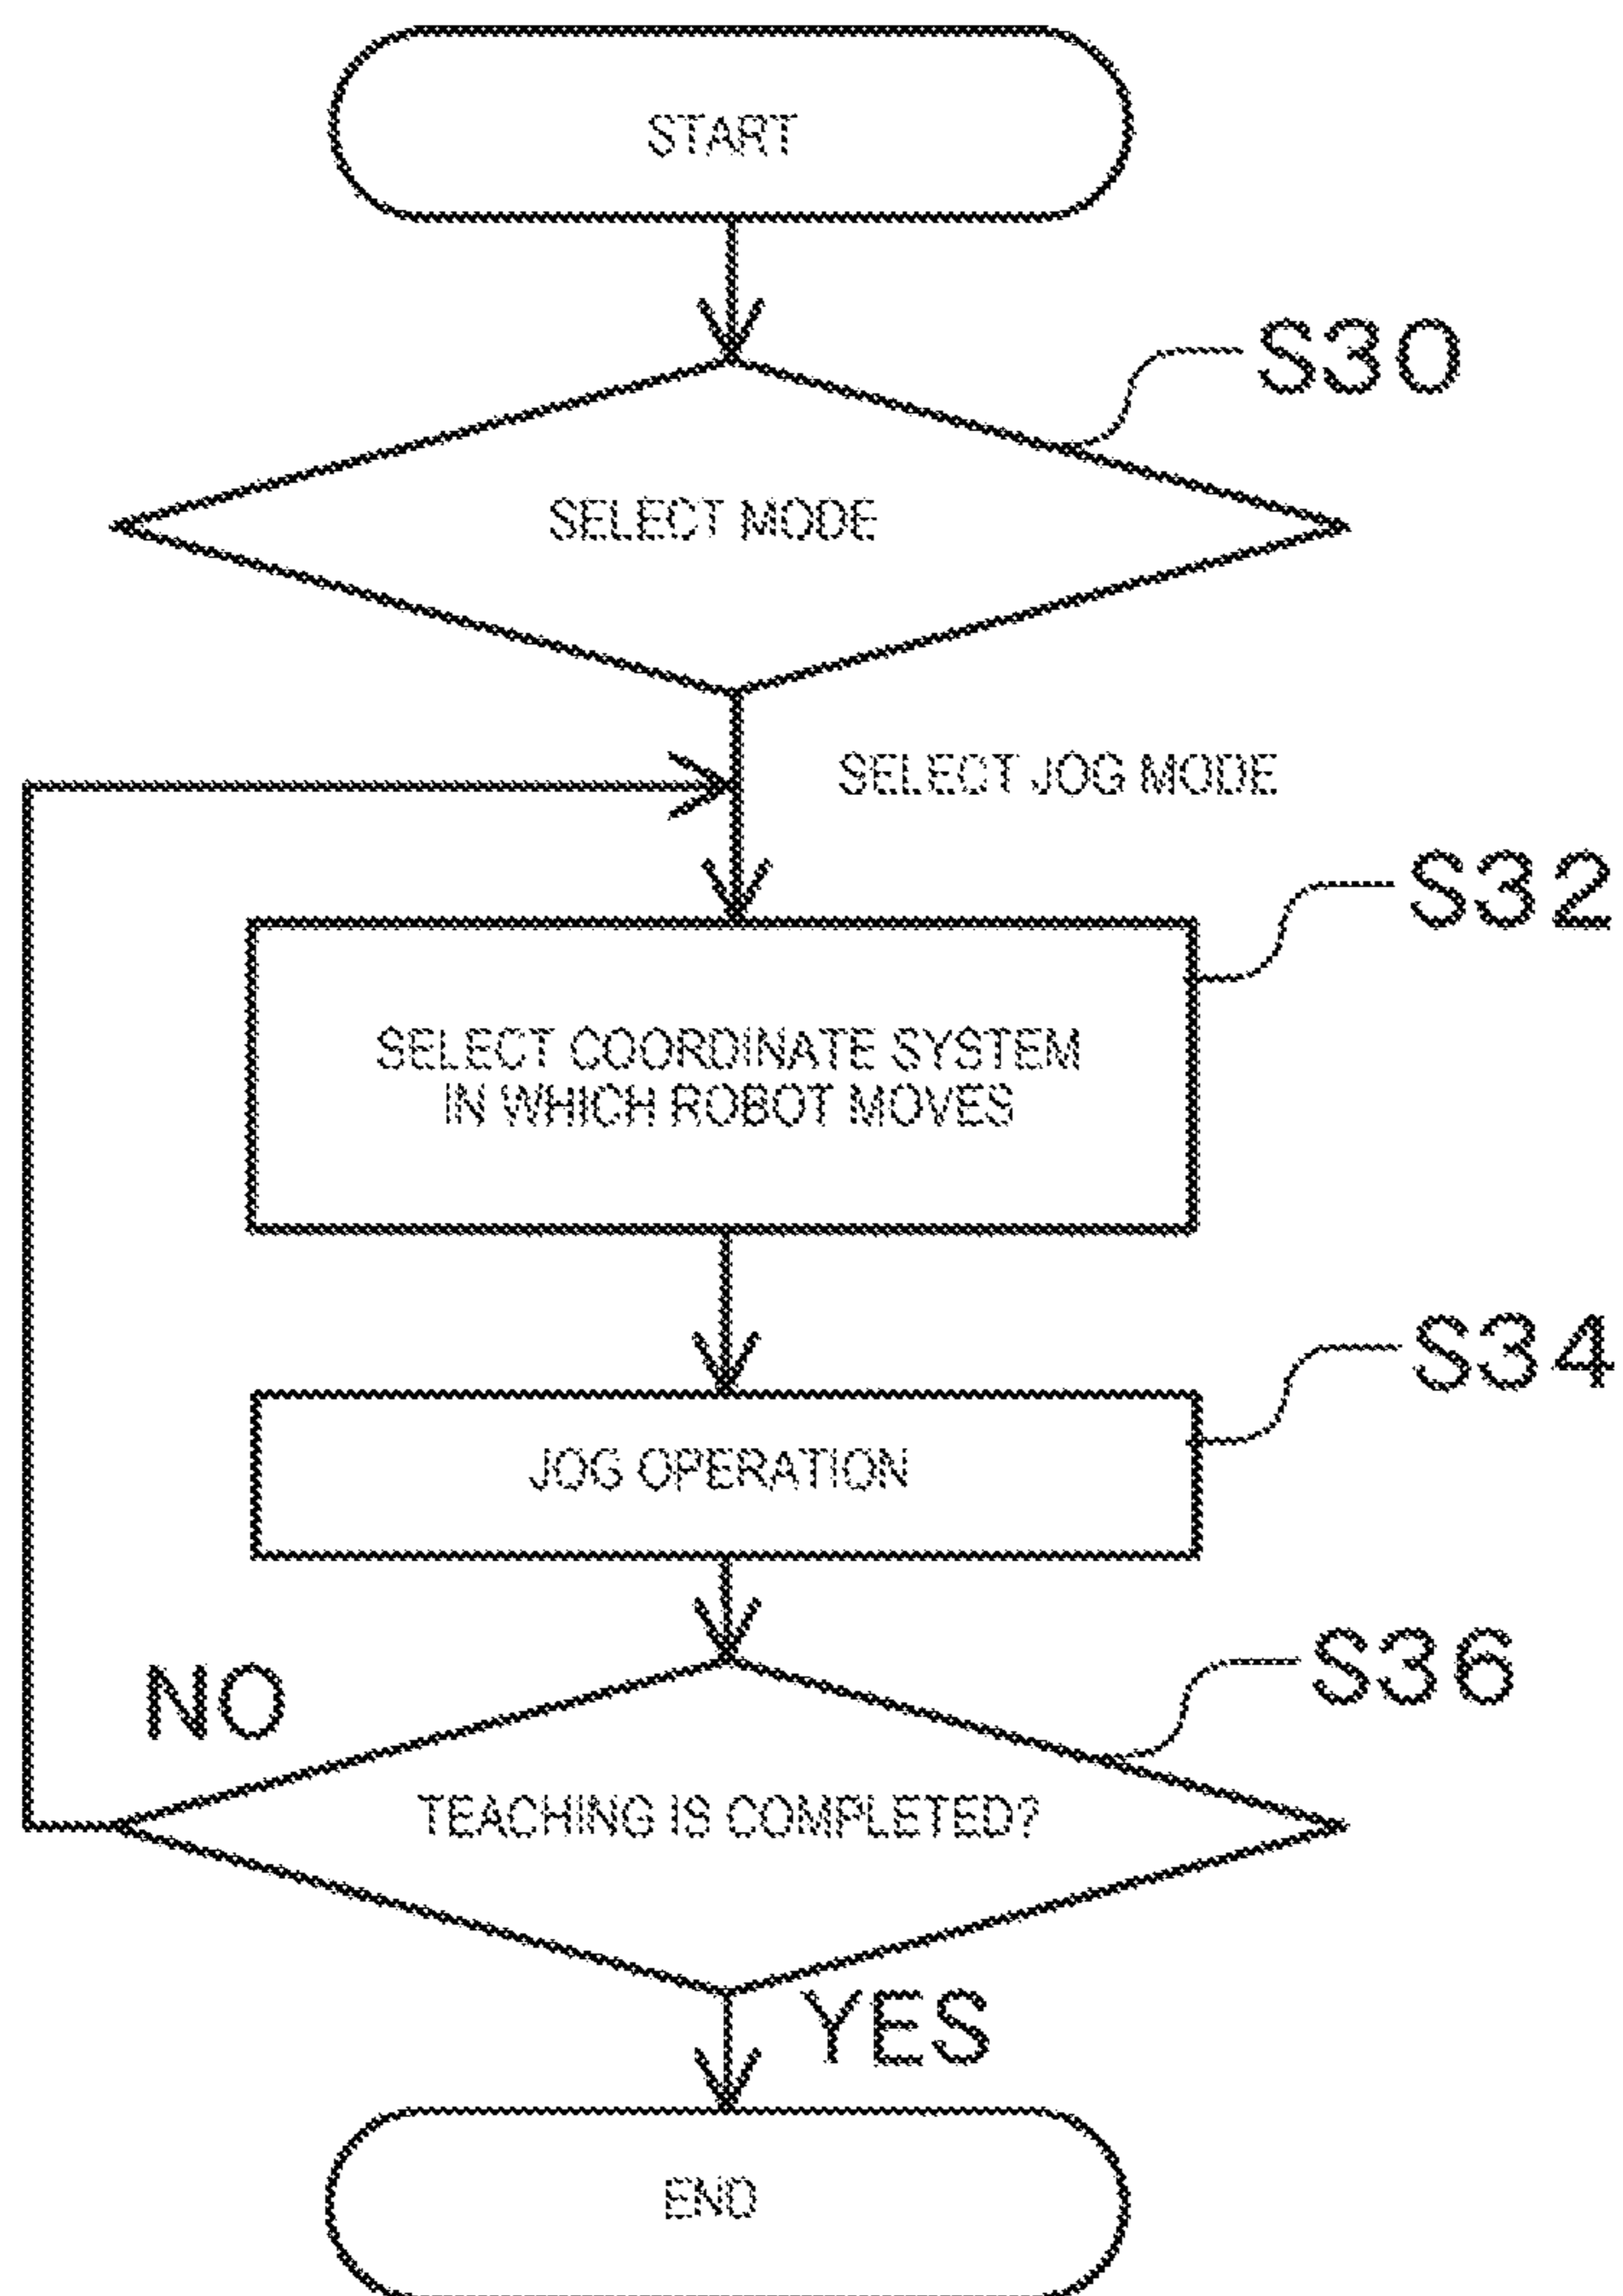 START
S30
SELECT MODE
SELECT JOG MODE
S32
SELECT COORDINATE SYSTEM
IN WHICH ROBOT MOVES
S34
JOG OPERATION
S36
NO
TEACHING IS COMPLETED?
YES
END